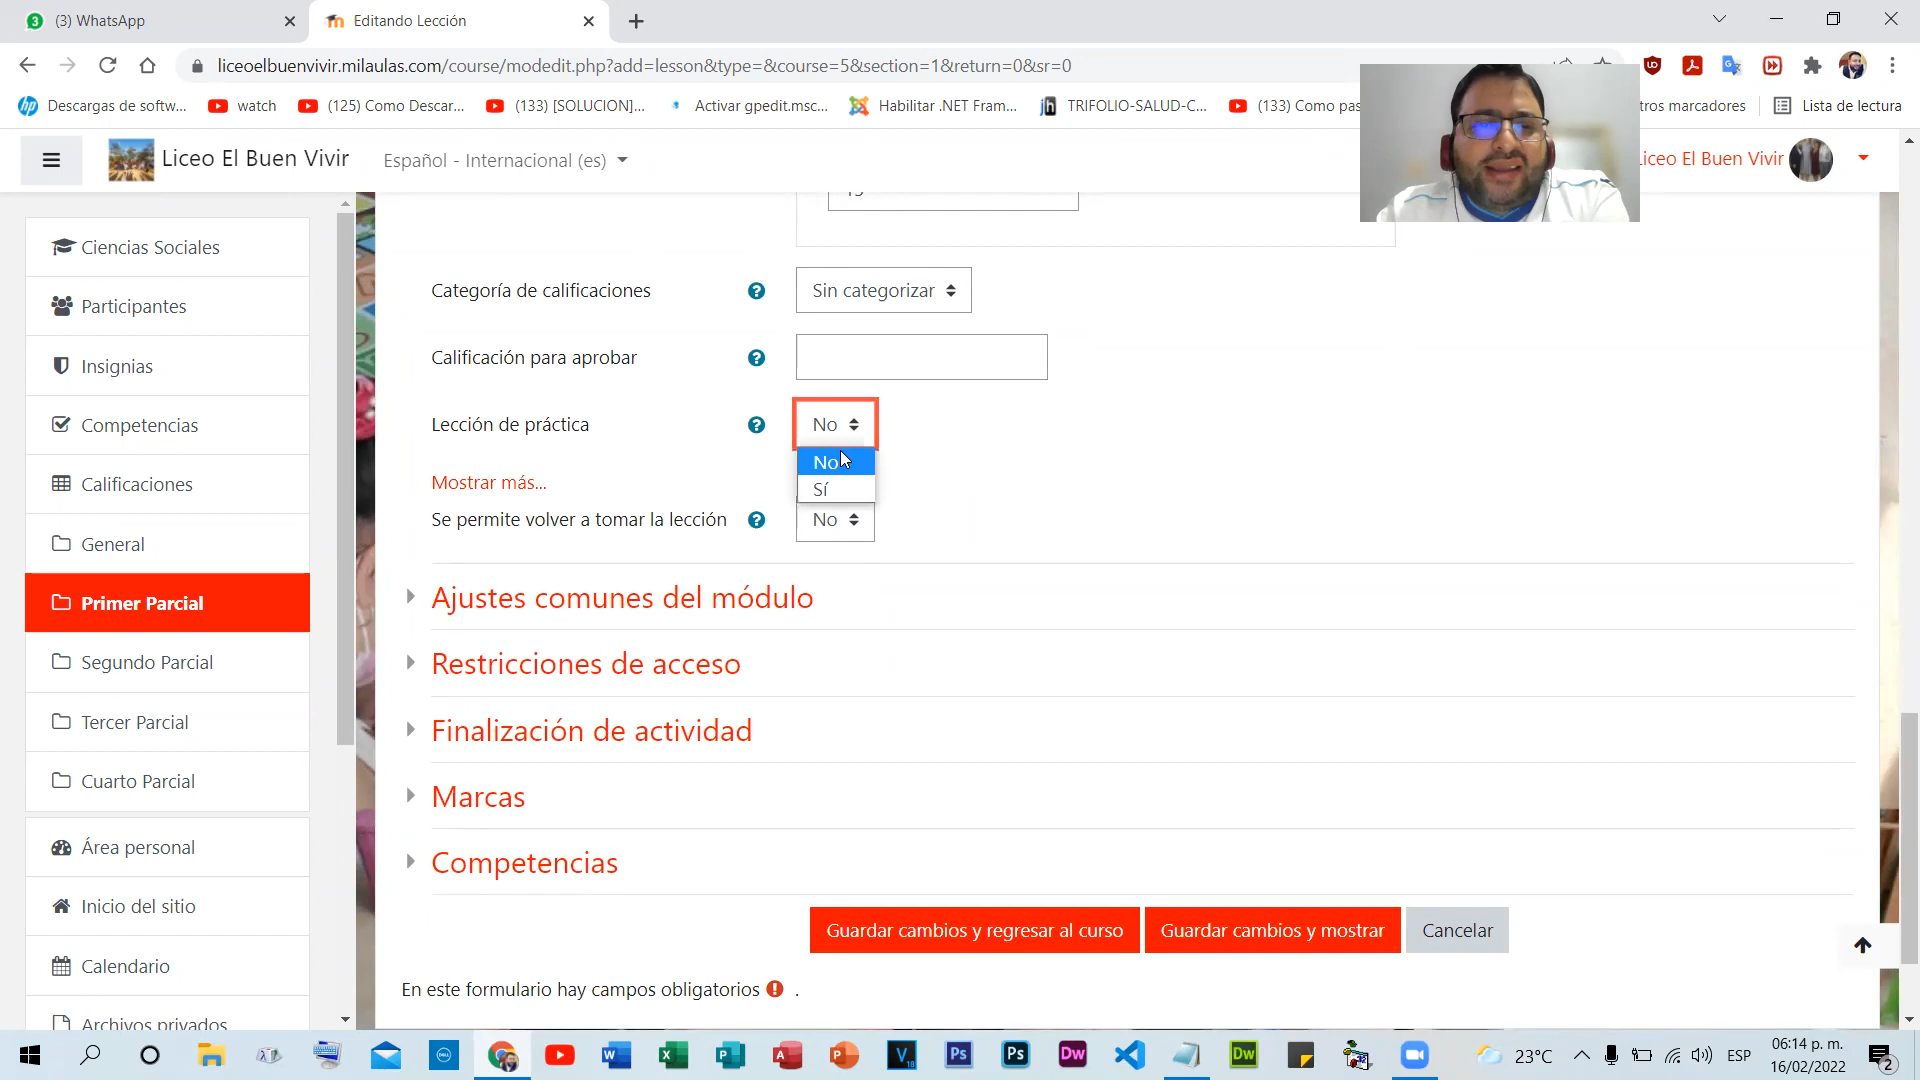 (3) WhatsApp
Editando Lección
liceoelbuenvivir.milaulas.com/course/modedit.php?add=lesson&type=&course=5&section=1&return=0&sr=0
Descargas de softw...
watch
(125) Como Descar...
(133) [SOLUCION]...
Activar gpedit.msc...
Habilitar .NET Fram...
TRIFOLIO-SALUD-C...
(133) Como pas
tros marcadores
Lista de lectura
Liceo El Buen Vivir
Español - Internacional (es)
iceo El Buen Vivir
Ciencias Sociales
Participantes
Insignias
Competencias
Calificaciones
General
Primer Parcial
Segundo Parcial
Tercer Parcial
Cuarto Parcial
Área personal
Inicio del sitio
Calendario
Archivos privados
Categoría de calificaciones
Sin categorizar
Calificación para aprobar
Lección de práctica
No
No
Sí
Mostrar más...
Se permite volver a tomar la lección
No
Ajustes comunes del módulo
Restricciones de acceso
Finalización de actividad
Marcas
Competencias
Guardar cambios y regresar al curso
Guardar cambios y mostrar
Cancelar
En este formulario hay campos obligatorios .
23°C
ESP
06:14 p. m.
16/02/2022
2